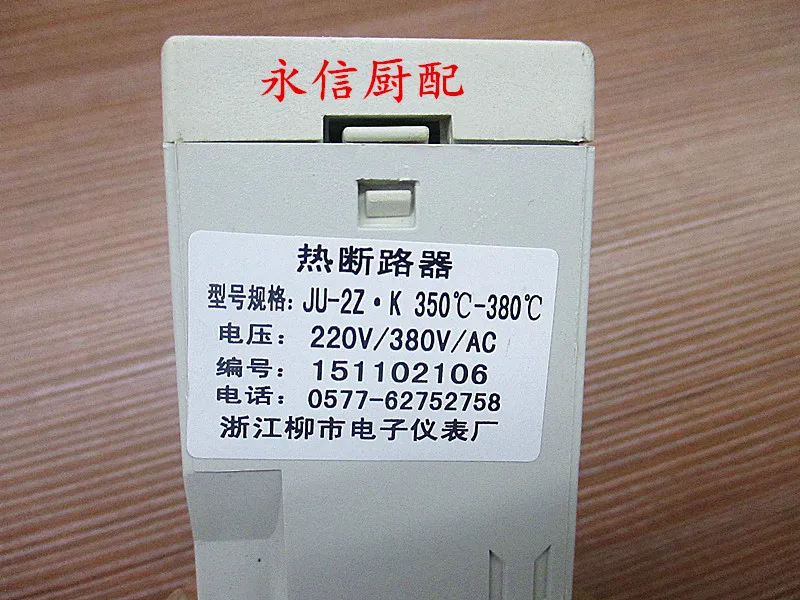 永信厨配
热断路器
型号规格: JU-2Z·K 350℃-380℃
电压: 220V/380V/AC
编号: 151102106
电话: 0577-62752758
浙江柳市电子仪表厂